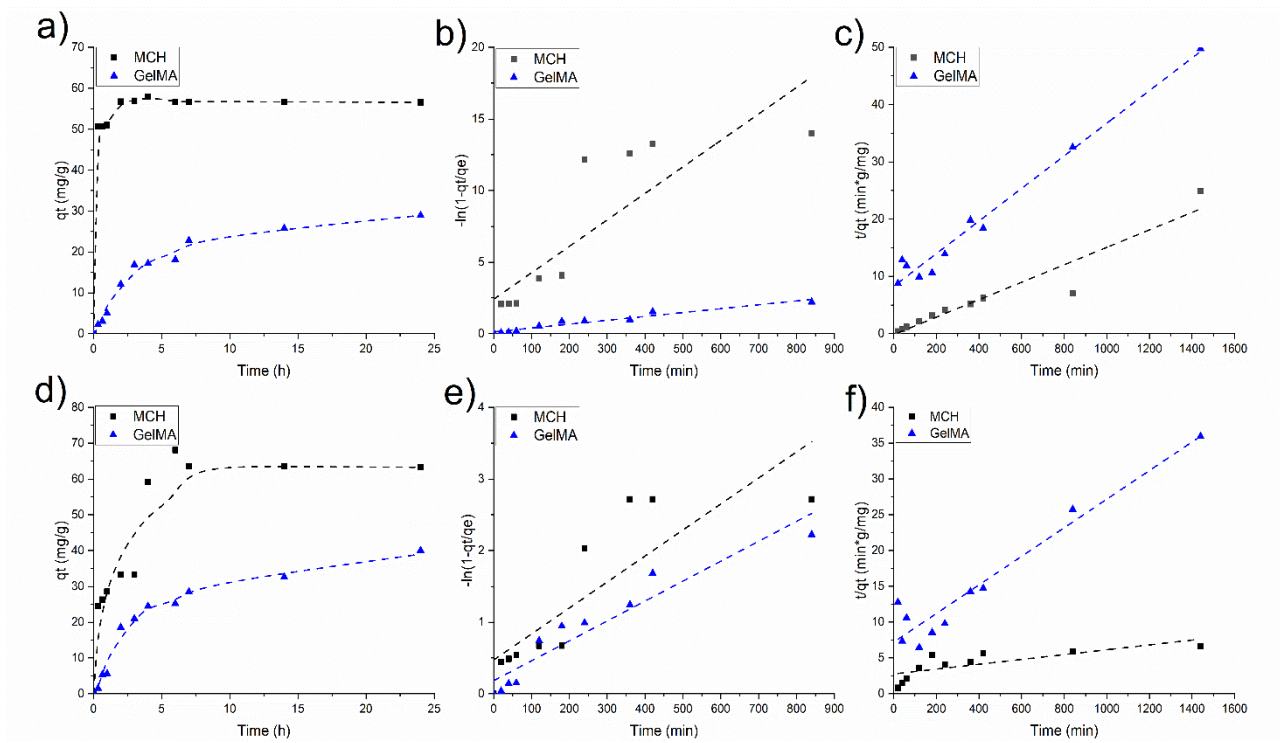 a)
MCH
GelMA
qt (mg/g)
70
60
50
40
30
20
10
0
0 5 10 15 20 25
Time (h)
b)
MCH
GelMA
-ln(1-qt/qe)
20
15
10
5
0
0 100 200 300 400 500 600 700 800 900
Time (min)
c)
MCH
GelMA
t/qt (min*g/mg)
50
40
30
20
10
0
0 200 400 600 800 1000 1200 1400 1600
Time (min)
d)
MCH
GelMA
qt (mg/g)
80
70
60
50
40
30
20
10
0
0 5 10 15 20 25
Time (h)
e)
MCH
GelMA
-ln(1-qt/qe)
4
3
2
1
0
0 100 200 300 400 500 600 700 800 900
Time (min)
f)
MCH
GelMA
t/qt (min*g/mg)
40
35
30
25
20
15
10
5
0
0 200 400 600 800 1000 1200 1400 1600
Time (min)